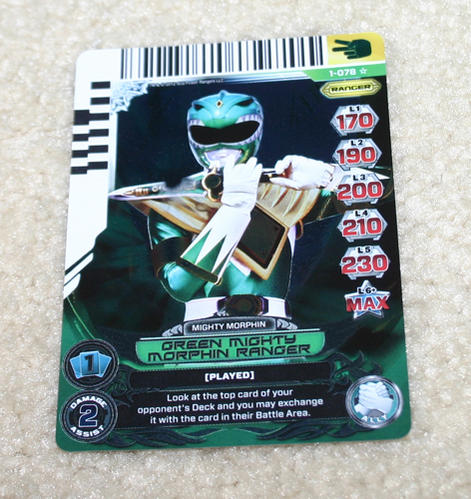 1-078 ☆
RANGER
L1
170
L2
190
L3
200
L4
210
L5
230
L6+
MAX
MIGHTY MORPHIN
GREEN MIGHTY
MORPHIN RANGER
1
[PLAYED]
Look at the top card of your
opponent's Deck and you may exchange
it with the card in their Battle Area.
DAMAGE
2
ASSIST
ALLY